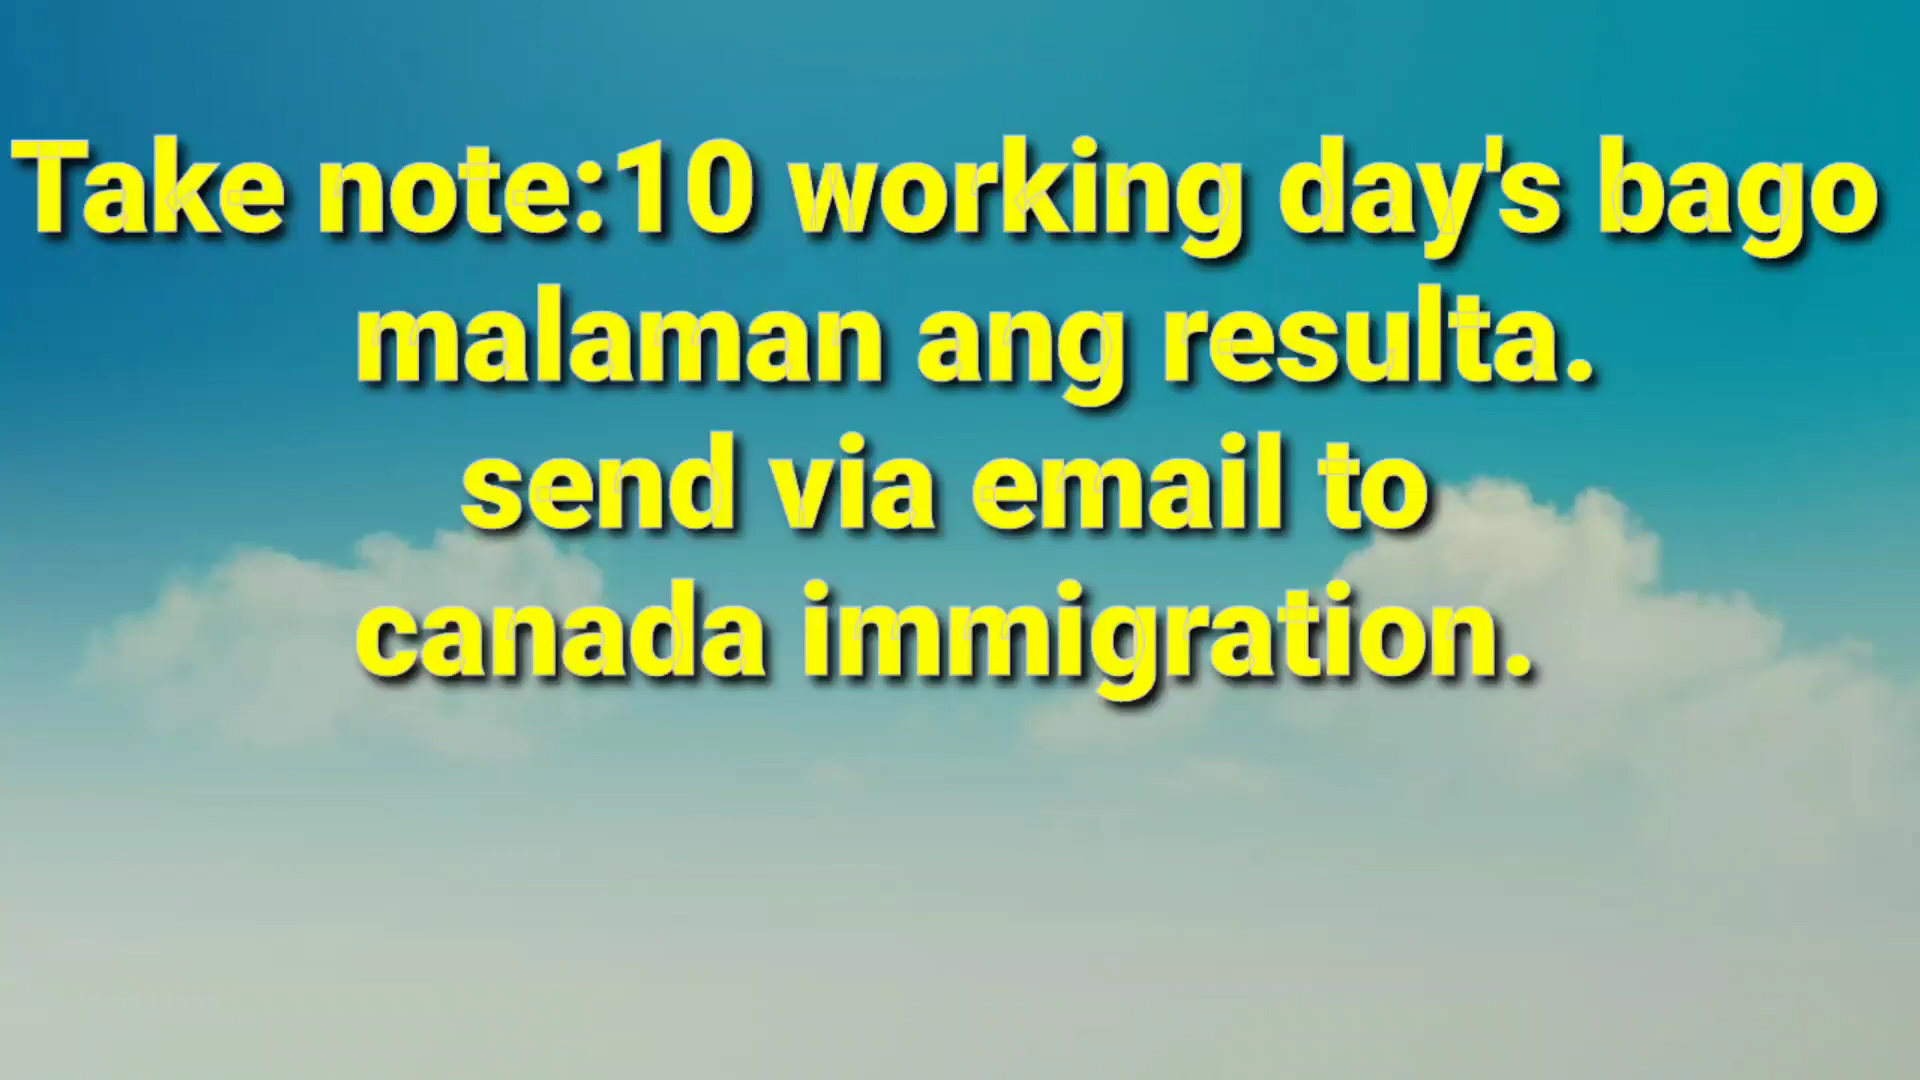 Take note:10 working day's bago
malaman ang resulta.
send via email to
canada immigration.